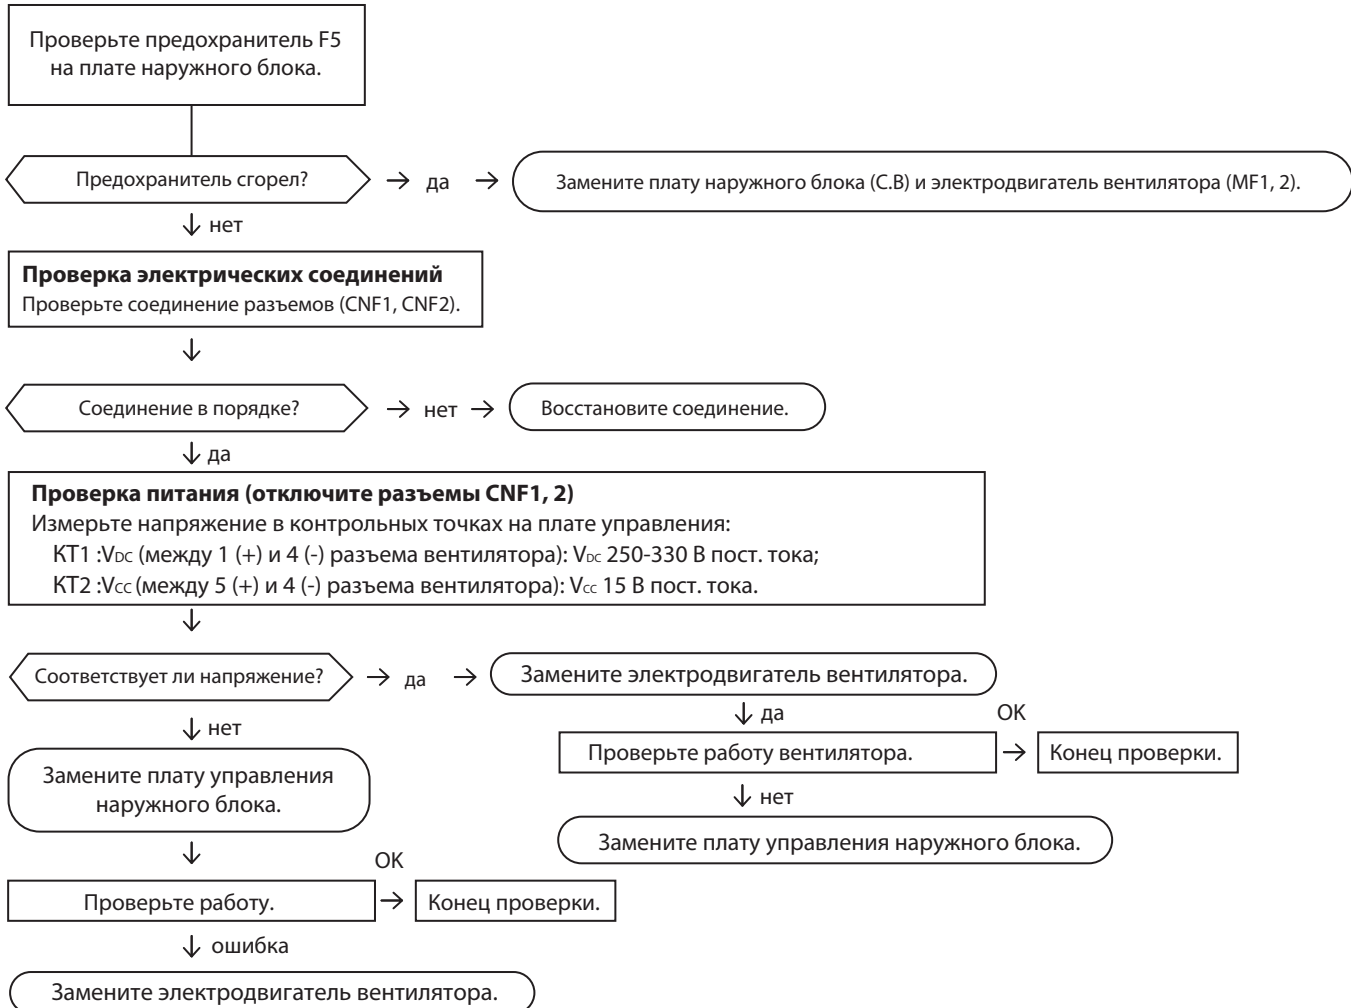 Проверьте предохранитель F5
на плате наружного блока.
Предохранитель сгорел?
да
Замените плату наружного блока (C.B) и электродвигатель вентилятора (MF1, 2).
нет
Проверка электрических соединений
Проверьте соединение разъемов (CNF1, CNF2).
Соединение в порядке?
нет
Восстановите соединение.
да
Проверка питания (отключите разъемы CNF1, 2)
Измерьте напряжение в контрольных точках на плате управления:
КТ1 :VDC (между 1 (+) и 4 (-) разъема вентилятора): VDC 250-330 В пост. тока;
КТ2 :VCC (между 5 (+) и 4 (-) разъема вентилятора): VCC 15 В пост. тока.
Соответствует ли напряжение?
да
Замените электродвигатель вентилятора.
да
OK
Проверьте работу вентилятора.
Конец проверки.
нет
Замените плату управления наружного блока.
нет
Замените плату управления
наружного блока.
OK
Проверьте работу.
Конец проверки.
ошибка
Замените электродвигатель вентилятора.